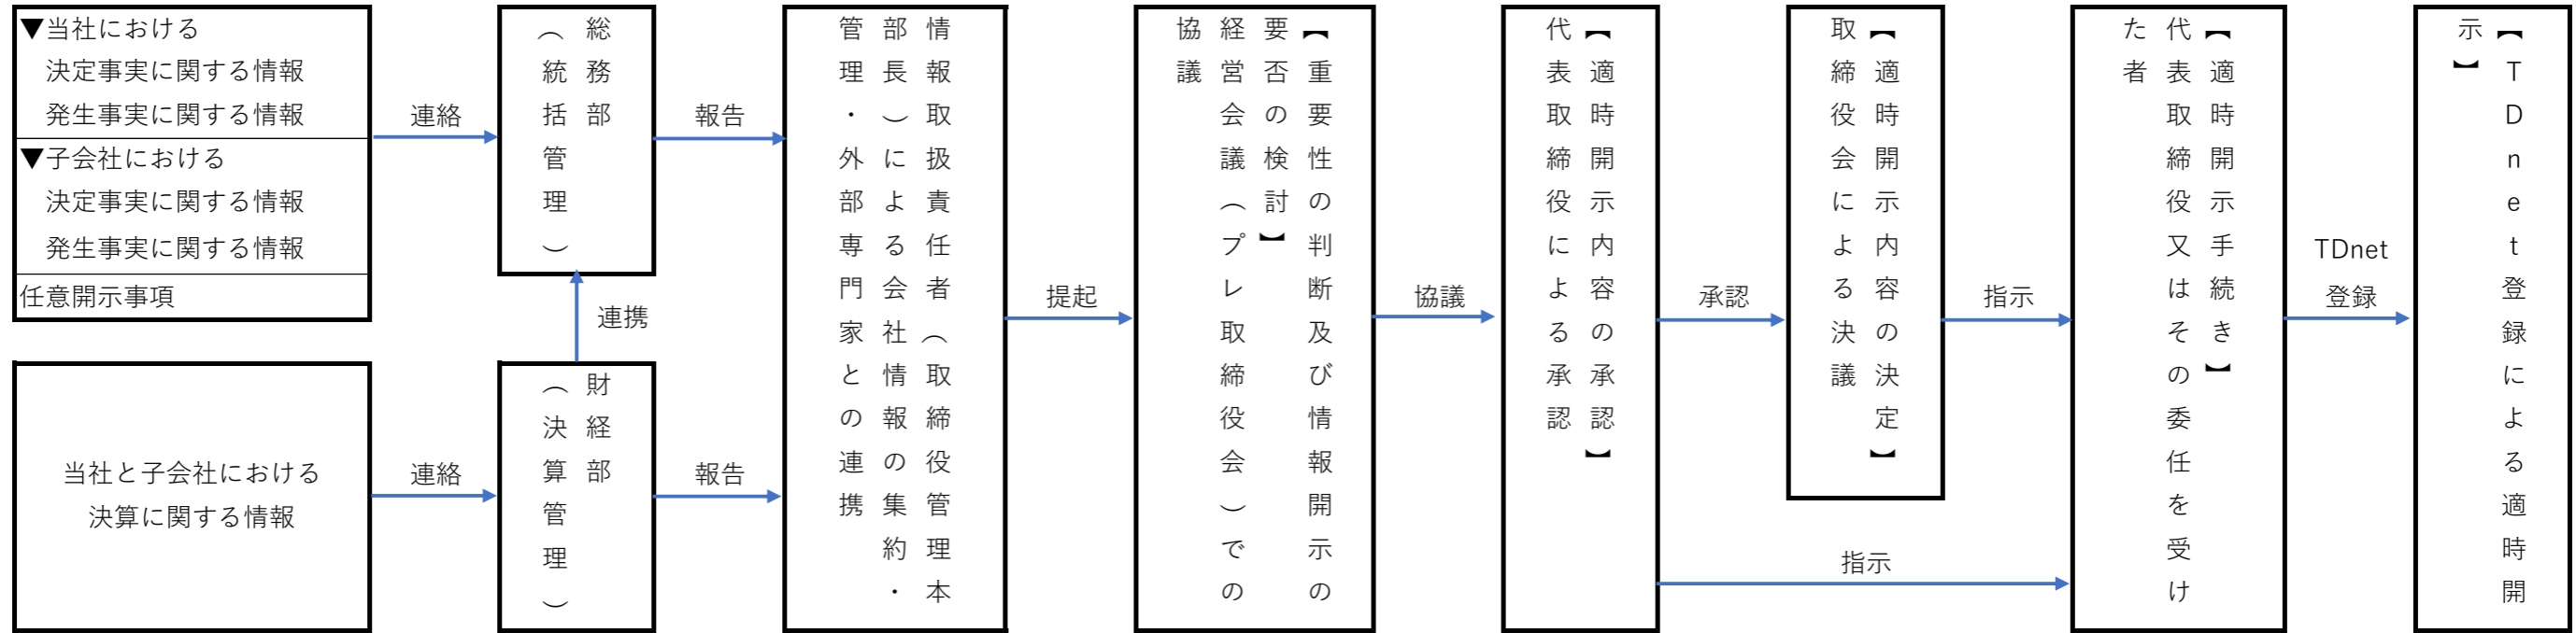 ▼当社における
決定事実に関する情報
発生事実に関する情報
▼子会社における
決定事実に関する情報
発生事実に関する情報
任意開示事項
当社と子会社における
決算に関する情報
連絡
連絡
総務部
（統括管理）
連携
財経部
（決算管理）
報告
報告
情報取扱責任者（取締役管理本
部長）による会社情報の集約・
管理・外部専門家との連携
提起
【重要性の判断及び情報開示の
要否の検討】
経営会議（プレ取締役会）での
協議
協議
【適時開示内容の承認】
代表取締役による承認
承認
【適時開示内容の決定】
取締役会による決議
指示
指示
【適時開示手続き】
代表取締役又はその委任を受け
た者
TDnet
登録
【TDnet登録による適時開
示】